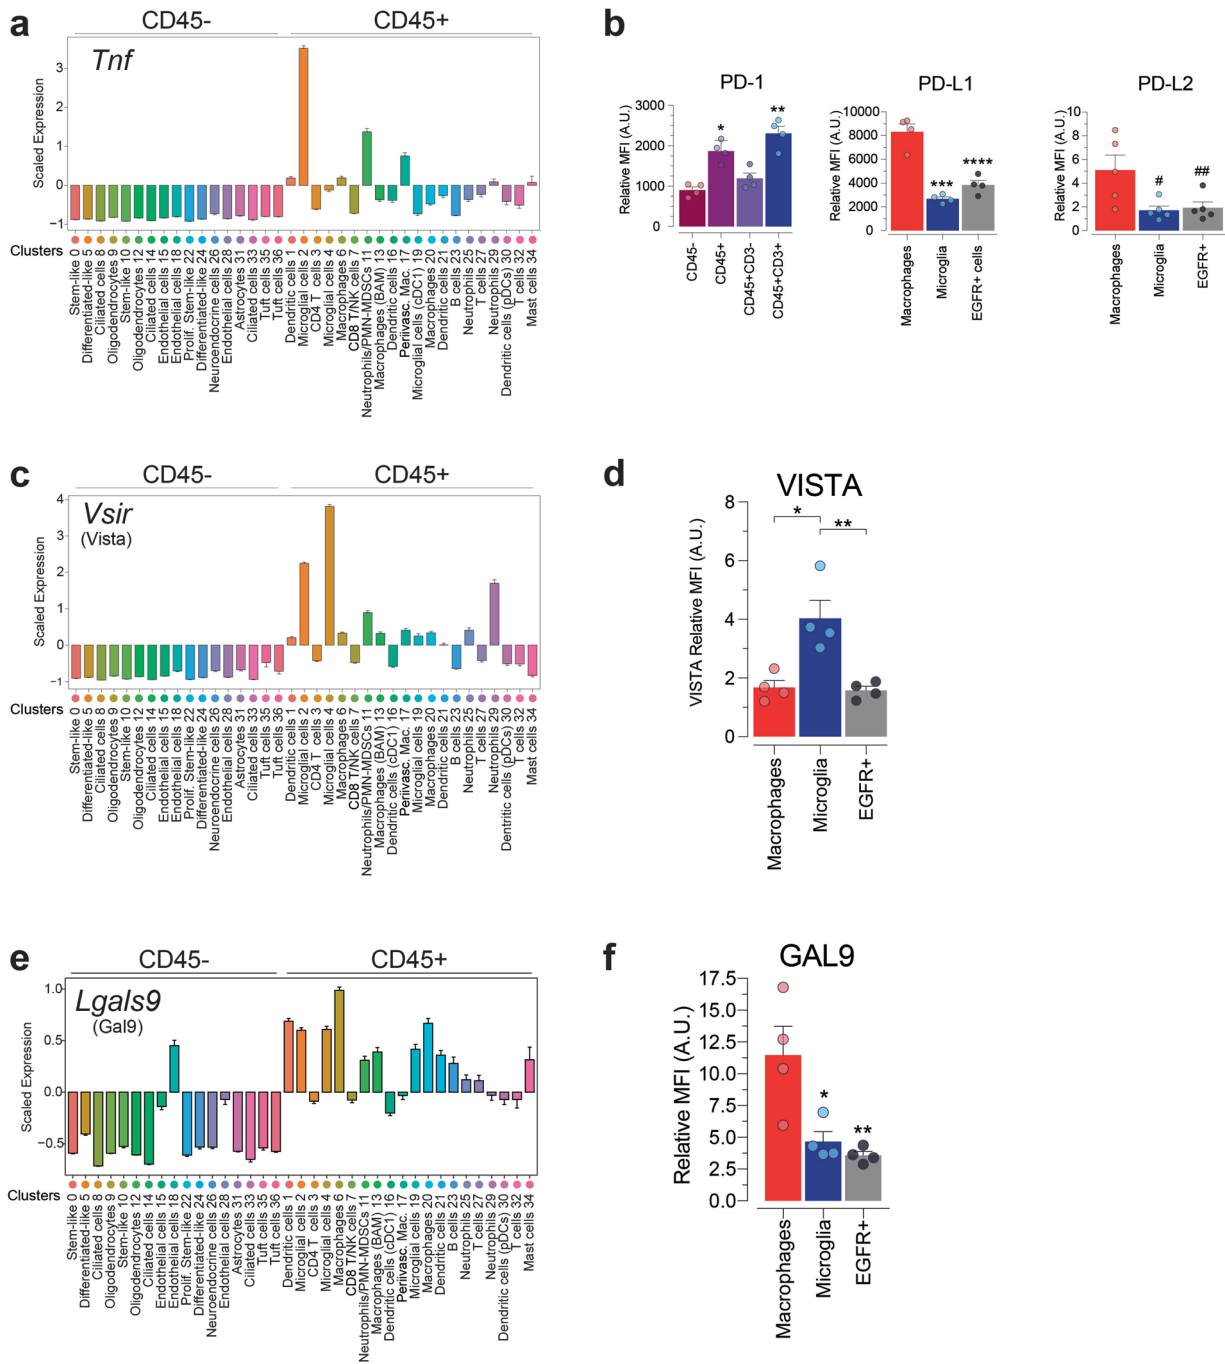 a
CD45-
CD45+
Tnf
Scaled Expression
3
2
1
0
−1
Clusters
Stem-like 0
Differentiated-like 5
Ciliated cells 8
Oligodendrocytes 9
Stem-like 10
Oligodendrocytes 12
Ciliated cells 14
Endothelial cells 15
Endothelial cells 18
Prolif. Stem-like 22
Differentiated-like 24
Neuroendocrine cells 26
Endothelial cells 28
Astrocytes 31
Ciliated cells 33
Tuft cells 35
Tuft cells 36
Dendritic cells 1
Microglial cells 2
CD4 T cells 3
Microglial cells 4
Macrophages 6
CD8 T/NK cells 7
Neutrophils/PMN-MDSCs 11
Macrophages (BAM) 13
Dendritic cells 16
Periivasc. Mac. 17
Microglial cells (cDC1) 19
Macrophages 20
Dendritic cells 21
B cells 23
Neutrophils 25
T cells 27
Neutrophils 29
Dendritic cells (pDCs) 30
T cells 32
Mast cells 34
b
PD-1
Relative MFI (A.U.)
3000
2000
1000
0
*
**
CD45-
CD45+
CD45+CD3-
CD45+CD3+
PD-L1
Relative MFI (A.U.)
10000
8000
6000
4000
2000
0
***
****
Macrophages
Microglia
EGFR+ cells
PD-L2
Relative MFI (A.U.)
10
8
6
4
2
0
#
##
Macrophages
Microglia
EGFR+
c
CD45-
CD45+
Vsir
(Vista)
Scaled Expression
4
3
2
1
0
−1
Clusters
Stem-like 0
Differentiated-like 5
Ciliated cells 8
Oligodendrocytes 9
Stem-like 10
Oligodendrocytes 12
Ciliated cells 14
Endothelial cells 15
Endothelial cells 18
Prolif. Stem-like 22
Differentiated-like 24
Neuroendocrine cells 26
Endothelial cells 28
Astrocytes 31
Ciliated cells 33
Tuft cells 35
Tuft cells 36
Dendritic cells 1
Microglial cells 2
CD4 T cells 3
Microglial cells 4
Macrophages 6
CD8 T/NK cells 7
Neutrophils/PMN-MDSCs 11
Macrophages (BAM) 13
Dendritic cells (cDC1) 16
Periivasc. Mac. 17
Microglial cells 19
Macrophages 20
Dendritic cells 21
B cells 23
Neutrophils 25
T cells 27
Neutrophils 29
Dentritic cells (pDCs) 30
T cells 32
Mast cells 34
d
VISTA
VISTA Relative MFI (A.U.)
8
6
4
2
0
*
**
Macrophages
Microglia
EGFR+
e
CD45-
CD45+
Lgals9
(Gal9)
Scaled Expression
1.0
0.5
0.0
−0.5
Clusters
Stem-like 0
Differentiated-like 5
Ciliated cells 8
Oligodendrocytes 9
Stem-like 10
Oligodendrocytes 12
Ciliated cells 14
Endothelial cells 15
Endothelial cells 18
Prolif. Stem-like 22
Differentiated-like 24
Neuroendocrine cells 26
Endothelial cells 28
Astrocytes 31
Ciliated cells 33
Tuft cells 35
Tuft cells 36
Dendritic cells 1
Microglial cells 2
CD4 T cells 3
Microglial cells 4
Macrophages 6
CD8 T/NK cells 7
Neutrophils/PMN-MDSCs 11
Macrophages (BAM) 13
Dendritic cells (cDC1) 16
Periivasc. Mac. 17
Microglial cells 19
Macrophages 20
Dendritic cells 21
B cells 23
Neutrophils 25
T cells 27
Neutrophils 29
Dendritic cells (pDCs) 30
T cells 32
Mast cells 34
f
GAL9
Relative MFI (A.U.)
17.5
15.0
12.5
10.0
7.5
5.0
2.5
0.0
*
**
Macrophages
Microglia
EGFR+